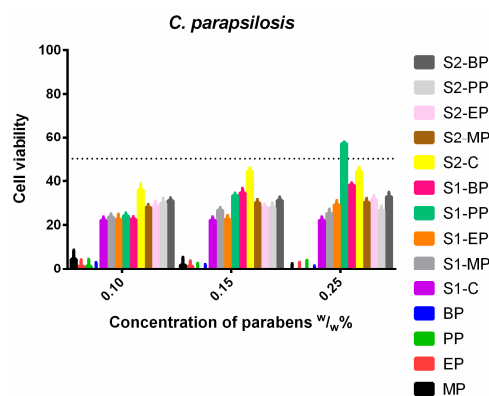 C. parapsilosis
Cell viability
100
80
60
40
20
0
0.10
0.15
0.25
Concentration of parabens w/w%
S2-BP
S2-PP
S2-EP
S2-MP
S2-C
S1-BP
S1-PP
S1-EP
S1-MP
S1-C
BP
PP
EP
MP